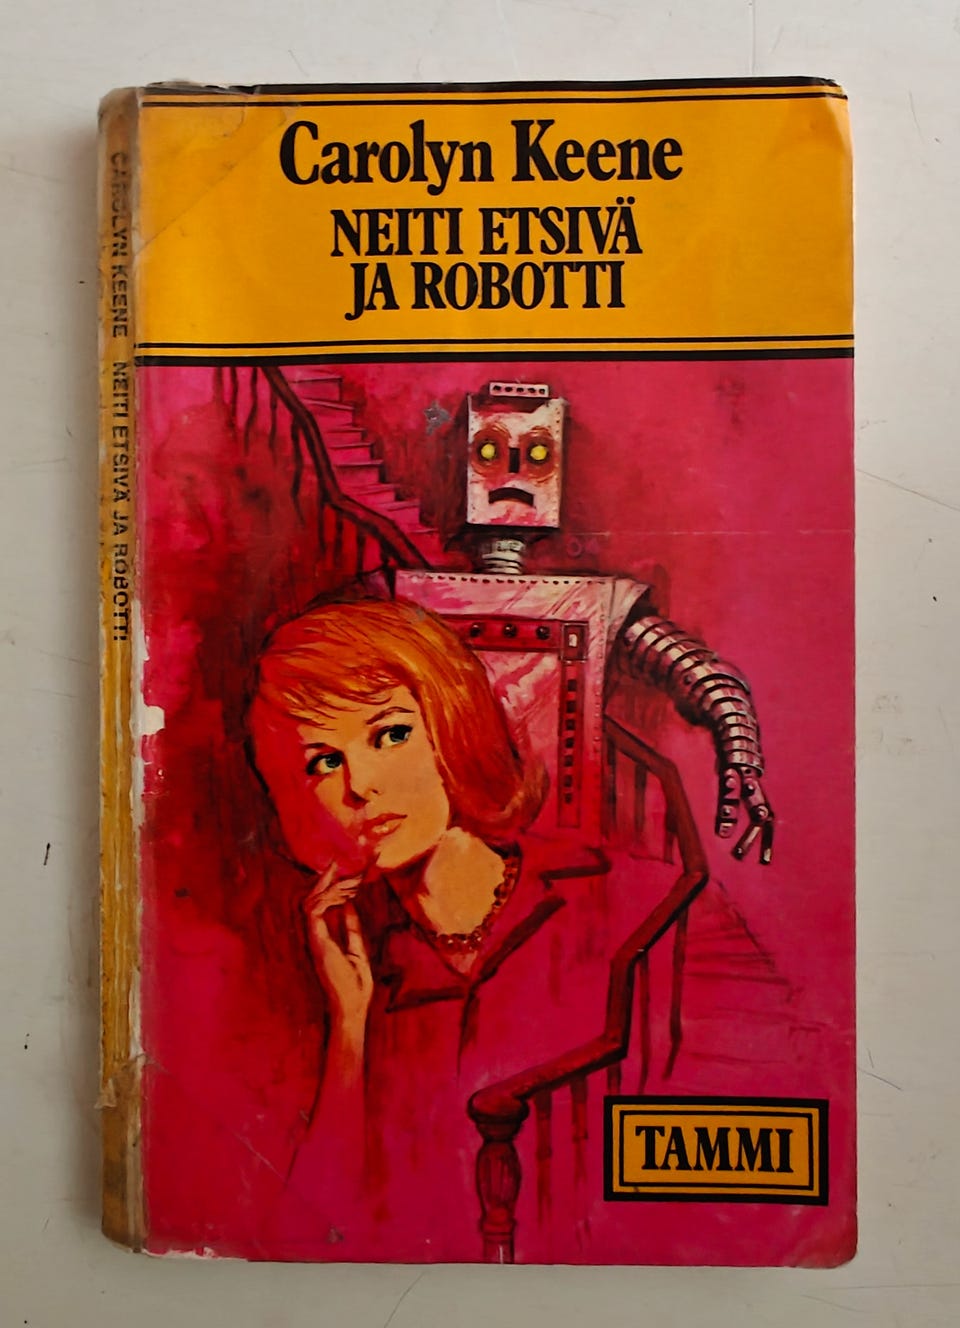 Carolyn Keene
NEITI ETSIVÄ
JA ROBOTTI
TAMMI
CAROLYN KEENE NEITI ETSIVÄ JA ROBOTTI